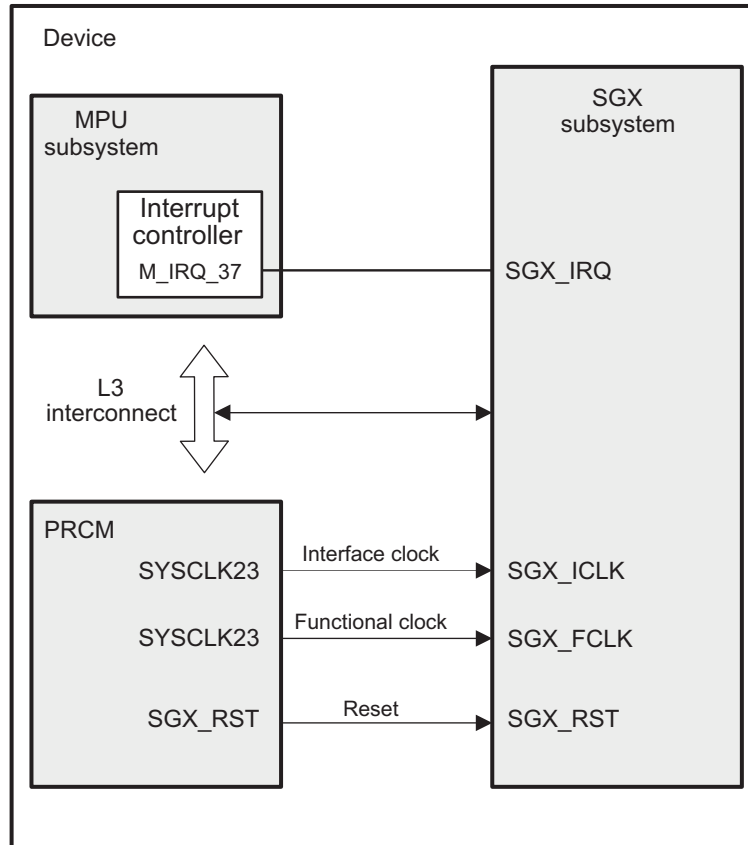 Device
MPU
subsystem
Interrupt
controller
M_IRQ_37
SGX
subsystem
SGX_IRQ
L3
interconnect
PRCM
SYSCLK23
Interface clock
SGX_ICLK
SYSCLK23
Functional clock
SGX_FCLK
SGX_RST
Reset
SGX_RST